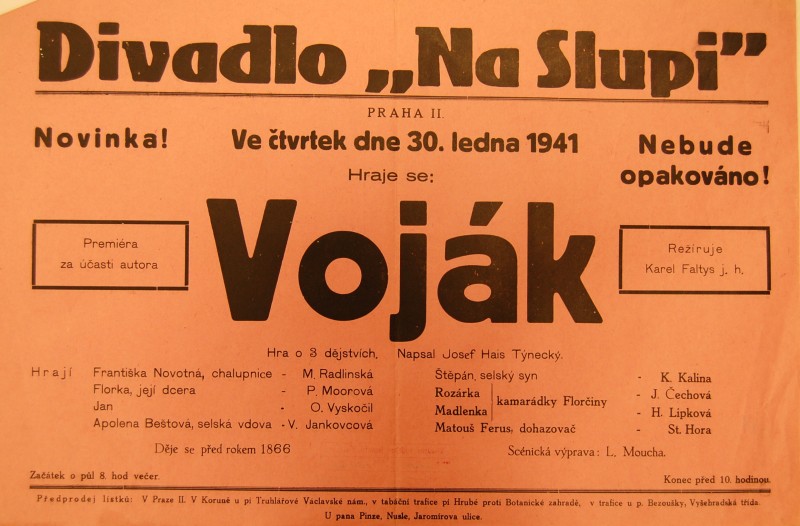 Divadlo „Na Slupi”
PRAHA II.
Novinka!
Ve čtvrtek dne 30. ledna 1941
Nebude
opakováno!
Hraje se:
Premiéra
za účasti autora
Voják
Režíruje
Karel Faltys j. h.
Hra o 3 dějstvích. Napsal Josef Hais Týnecký.
Hrají Františka Novotná, chalupnice - M. Radlinská
Florka, její dcera - P. Moorová
Jan - O. Vyskočil
Apolena Beštová, selská vdova - V. Jankovcová
Štěpán, selský syn - K. Kalina
Rozárka kamarádky Florčiny - J. Čechová
Madlenka - H. Lipková
Matouš Ferus, dohazovač - St. Hora
Děje se před rokem 1866
Scénická výprava: L. Moucha.
Začátek o půl 8. hod večer.
Konec před 10. hodinou.
Předprodej lístků: V Praze II. V Koruně u pí Truhlářové Václavské nám., v tabáční trafice pí Hrubé proti Botanické zahradě, v trafice u p. Bezoušky, Vyšehradská třída.
U pana Pinze, Nusle, Jaromírova ulice.